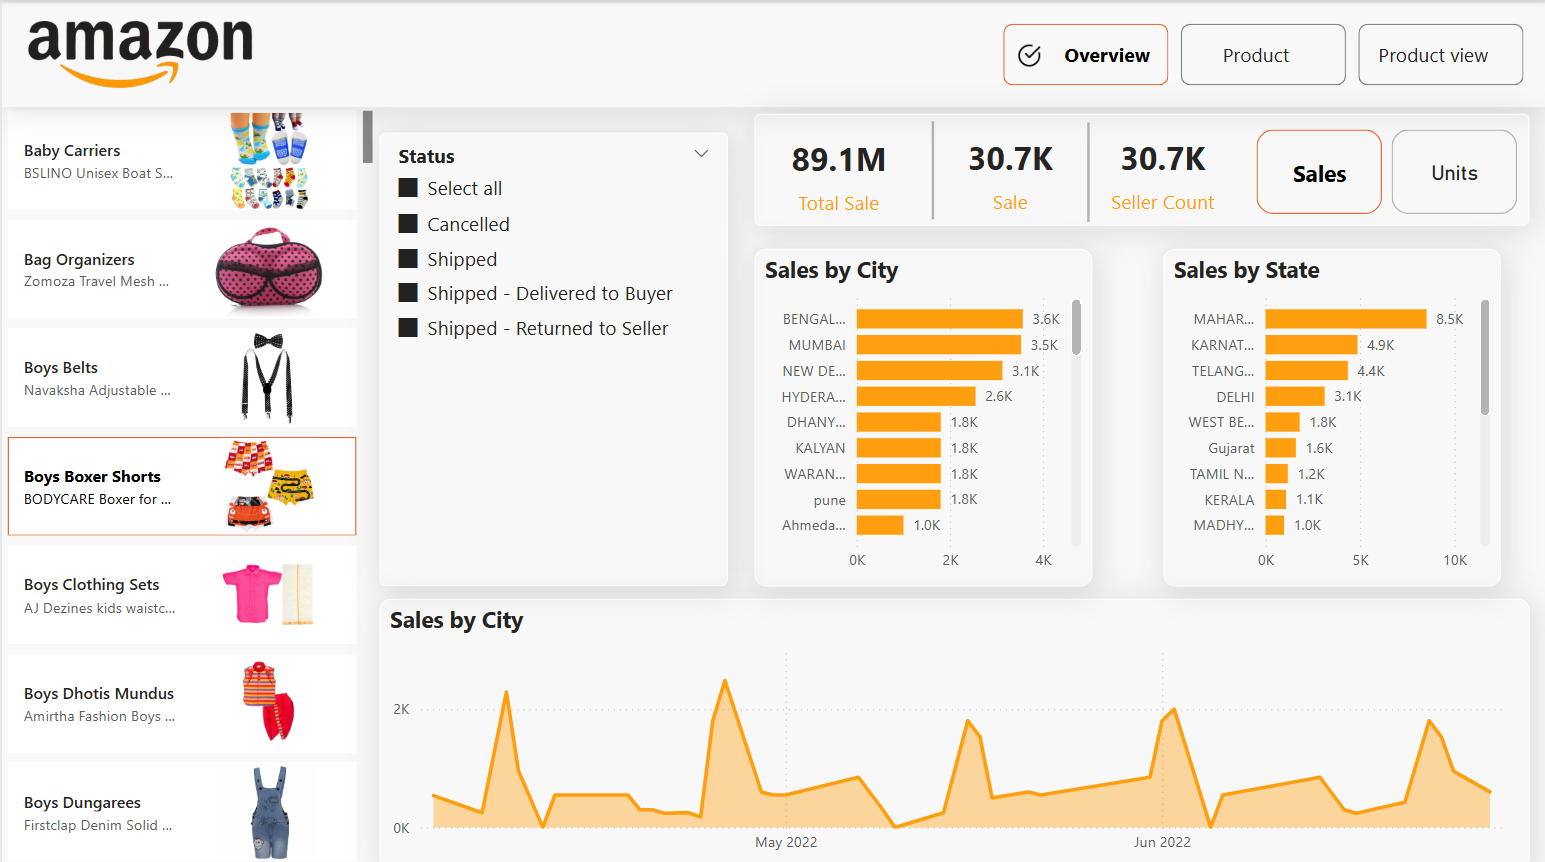 amazon
Overview
Product
Product view
Baby Carriers
BSLINO Unisex Boat S...
Bag Organizers
Zomoza Travel Mesh ...
Boys Belts
Navaksha Adjustable ...
Boys Boxer Shorts
BODYCARE Boxer for ...
Boys Clothing Sets
AJ Dezines kids waistc...
Boys Dhotis Mundus
Amirtha Fashion Boys ...
Boys Dungarees
Firstclap Denim Solid ...
Status
Select all
Cancelled
Shipped
Shipped - Delivered to Buyer
Shipped - Returned to Seller
89.1M
Total Sale
30.7K
Sale
30.7K
Seller Count
Sales
Units
Sales by City
BENGAL... 3.6K
MUMBAI 3.5K
NEW DE... 3.1K
HYDERA... 2.6K
DHANY... 1.8K
KALYAN 1.8K
WARAN... 1.8K
pune 1.8K
Ahmeda... 1.0K
0K 2K 4K
Sales by State
MAHAR... 8.5K
KARNAT... 4.9K
TELANG... 4.4K
DELHI 3.1K
WEST BE... 1.8K
Gujarat 1.6K
TAMIL N... 1.2K
KERALA 1.1K
MADHY... 1.0K
0K 5K 10K
Sales by City
2K
0K
May 2022 Jun 2022